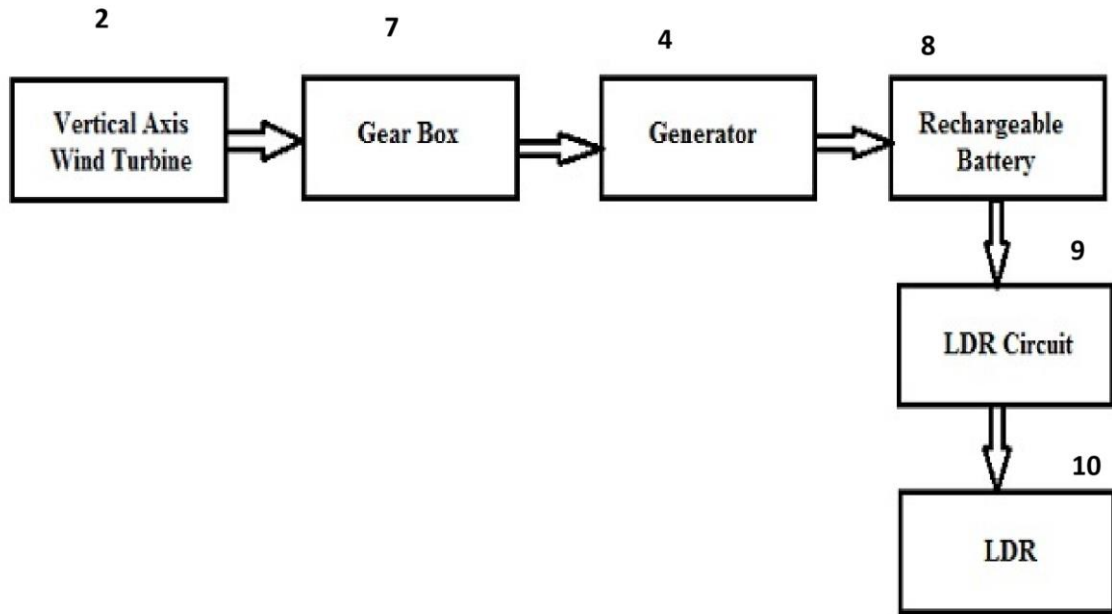 2
7
4
8
Vertical Axis
Wind Turbine
Gear Box
Generator
Rechargeable
Battery
9
LDR Circuit
10
LDR